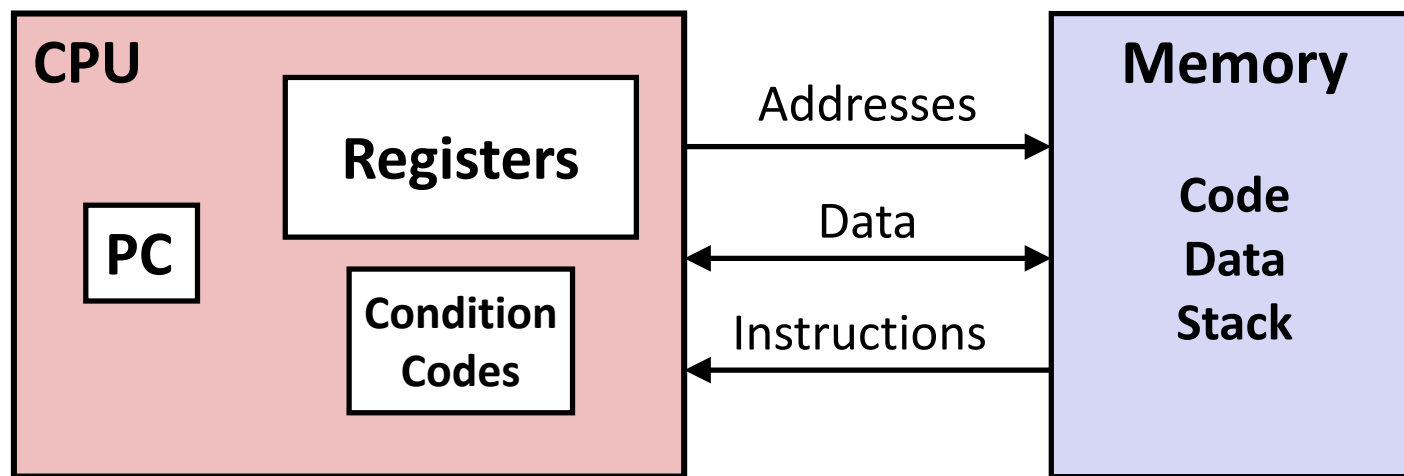 CPU
Registers
PC
Condition
Codes
Addresses
Data
Instructions
Memory
Code
Data
Stack